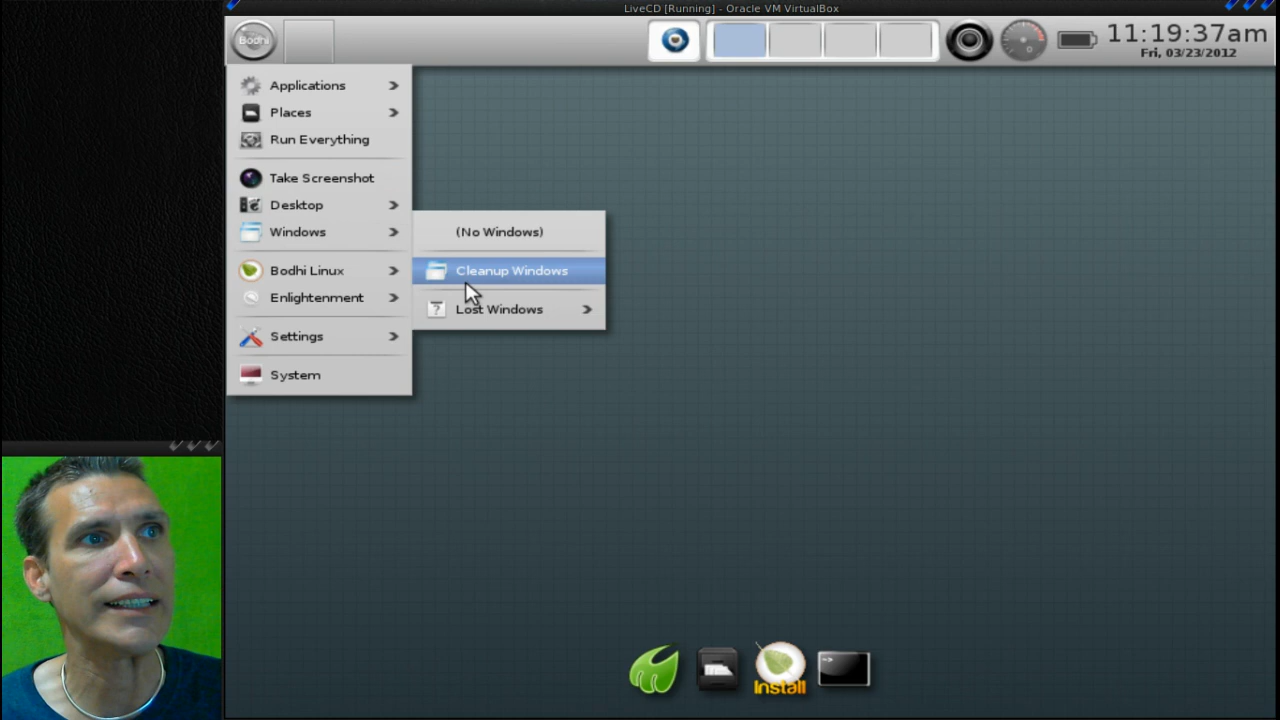 LiveCD [Running] - Oracle VM VirtualBox
Bodhi
11:19:37am
Fri, 03/23/2012
Applications
Places
Run Everything
Take Screenshot
Desktop
Windows
Bodhi Linux
Enlightenment
Settings
System
(No Windows)
Cleanup Windows
Lost Windows
?
Install
>_